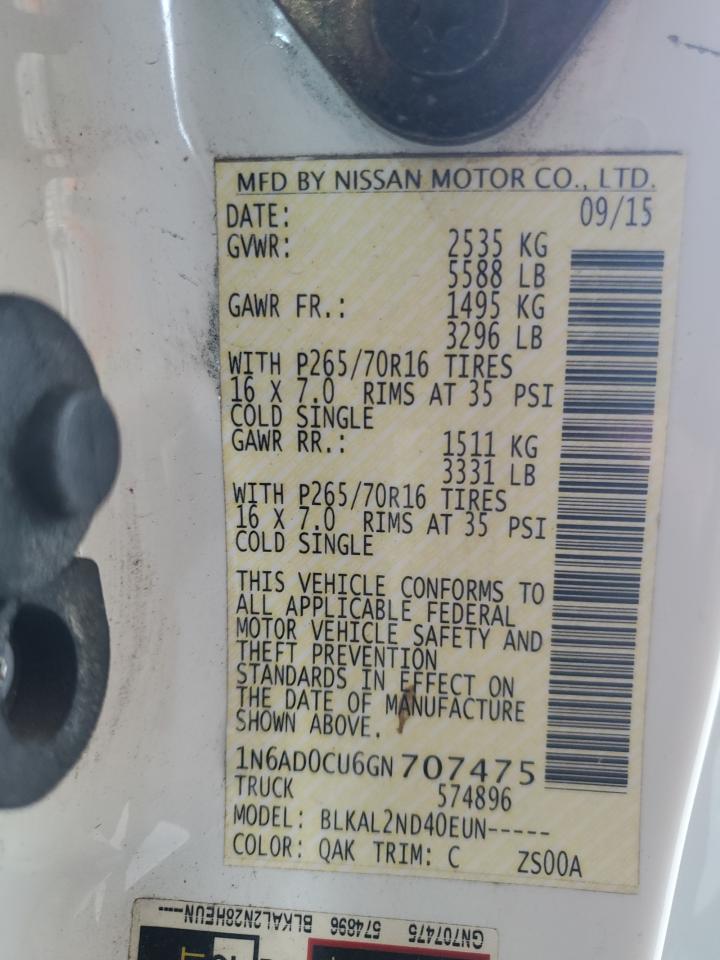 MFD BY NISSAN MOTOR CO., LTD.
DATE: 09/15
GVWR: 2535 KG
5588 LB
GAWR FR.: 1495 KG
3296 LB
WITH P265/70R16 TIRES
16 X 7.0 RIMS AT 35 PSI
COLD SINGLE
GAWR RR.: 1511 KG
3331 LB
WITH P265/70R16 TIRES
16 X 7.0 RIMS AT 35 PSI
COLD SINGLE
THIS VEHICLE CONFORMS TO
ALL APPLICABLE FEDERAL
MOTOR VEHICLE SAFETY AND
THEFT PREVENTION
STANDARDS IN EFFECT ON
THE DATE OF MANUFACTURE
SHOWN ABOVE.
1N6AD0CU6GN707475
TRUCK 574896
MODEL: BLKAL2ND40EUN-----
COLOR: QAK TRIM: C ZS00A
GN707475 574896 BLKAL2N28HEUN----